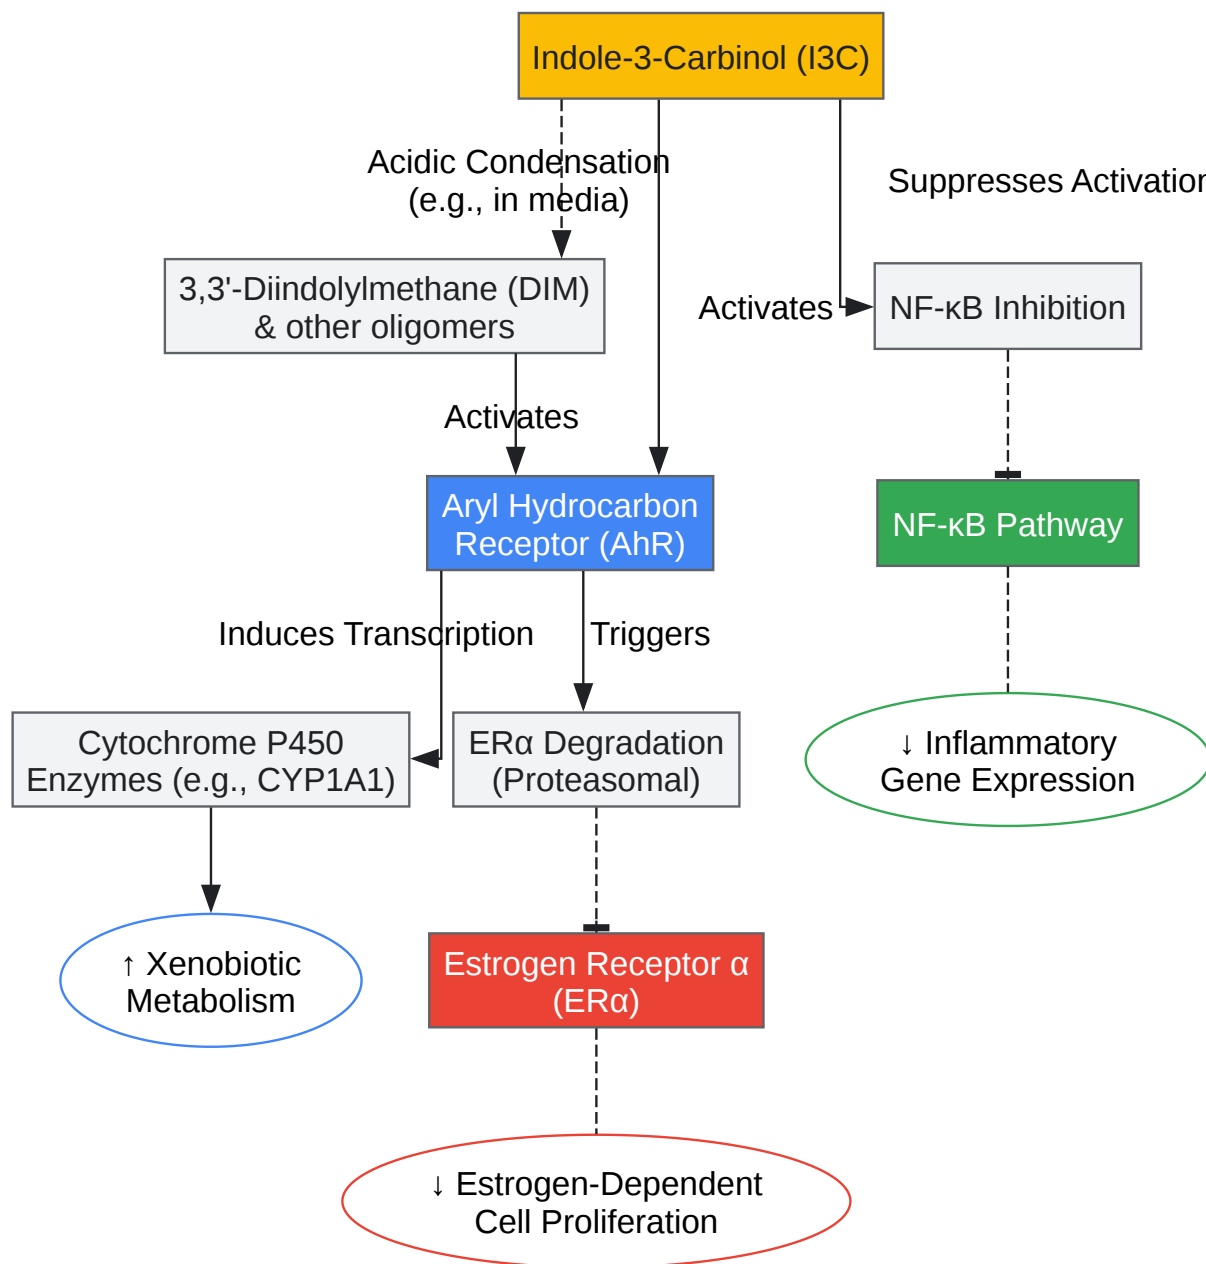 Indole-3-Carbinol (I3C)
Acidic Condensation
(e.g., in media)
Suppresses Activation
3,3'-Diindolylmethane (DIM)
& other oligomers
Activates
NF-κB Inhibition
Activates
Aryl Hydrocarbon
Receptor (AhR)
NF-κB Pathway
Induces Transcription
Triggers
Cytochrome P450
Enzymes (e.g., CYP1A1)
ERα Degradation
(Proteasomal)
↓ Inflammatory
Gene Expression
↑ Xenobiotic
Metabolism
Estrogen Receptor α
(ERα)
↓ Estrogen-Dependent
Cell Proliferation